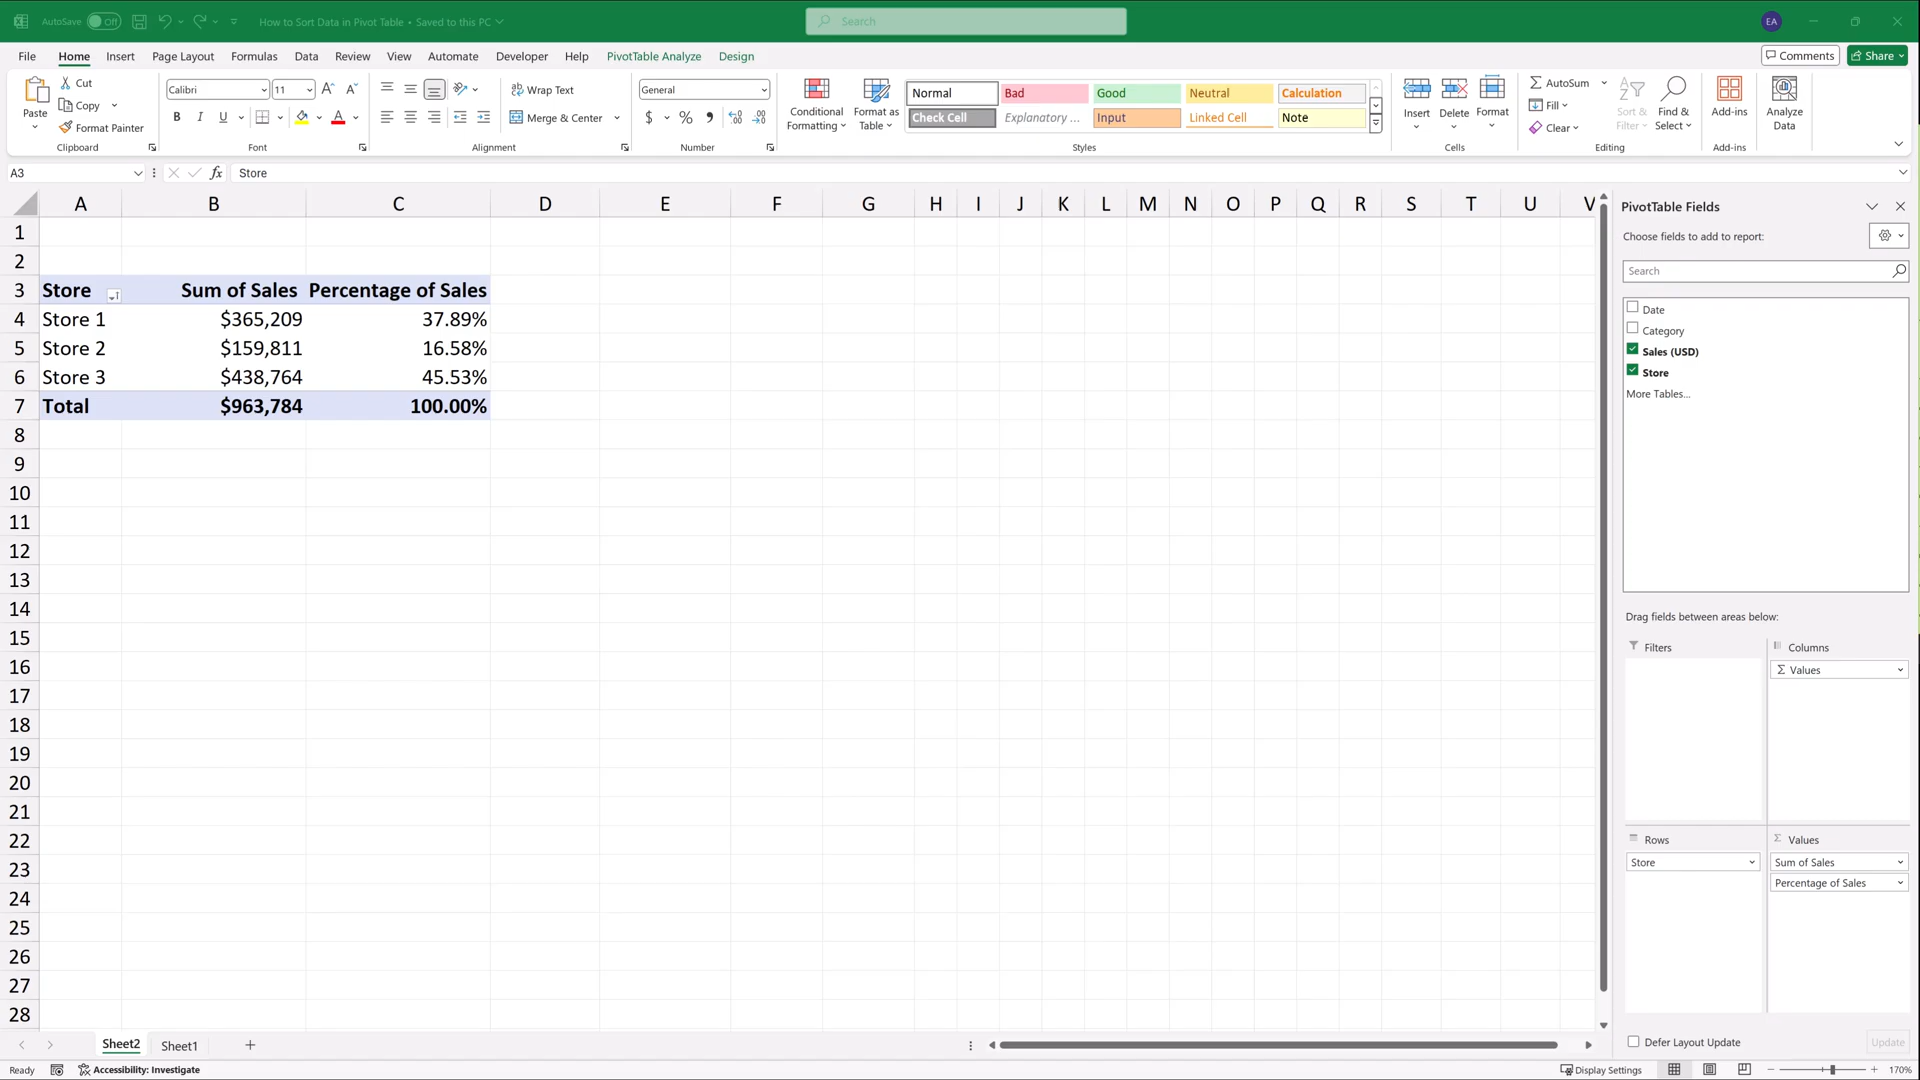 AutoSave Off How to Sort Data in Pivot Table • Saved to this PC Search EA
File Home Insert Page Layout Formulas Data Review View Automate Developer Help PivotTable Analyze Design Comments Share
Paste
Cut
Copy
Format Painter
Clipboard
Calibri 11
B I U
Font
Wrap Text
Merge & Center
Alignment
General
$ % 9
Number
Conditional
Formatting
Format as
Table
Normal Bad Good Neutral Calculation
Check Cell Explanatory ... Input Linked Cell Note
Styles
Insert Delete Format
Cells
AutoSum
Fill
Clear
Sort &
Filter
Find &
Select
Editing
Add-ins
Add-ins
Analyze
Data
A3 fx Store
A B C D E F G H I J K L M N O P Q R S T U V
1
2
3 Store Sum of Sales Percentage of Sales
4 Store 1 $365,209 37.89%
5 Store 2 $159,811 16.58%
6 Store 3 $438,764 45.53%
7 Total $963,784 100.00%
8
9
10
11
12
13
14
15
16
17
18
19
20
21
22
23
24
25
26
27
28
PivotTable Fields
Choose fields to add to report:
Search
Date
Category
Sales (USD)
Store
More Tables...
Drag fields between areas below:
Filters
Columns
Σ Values
Rows
Store
Σ Values
Sum of Sales
Percentage of Sales
Defer Layout Update Update
Sheet2 Sheet1
Ready Accessibility: Investigate Display Settings 170%